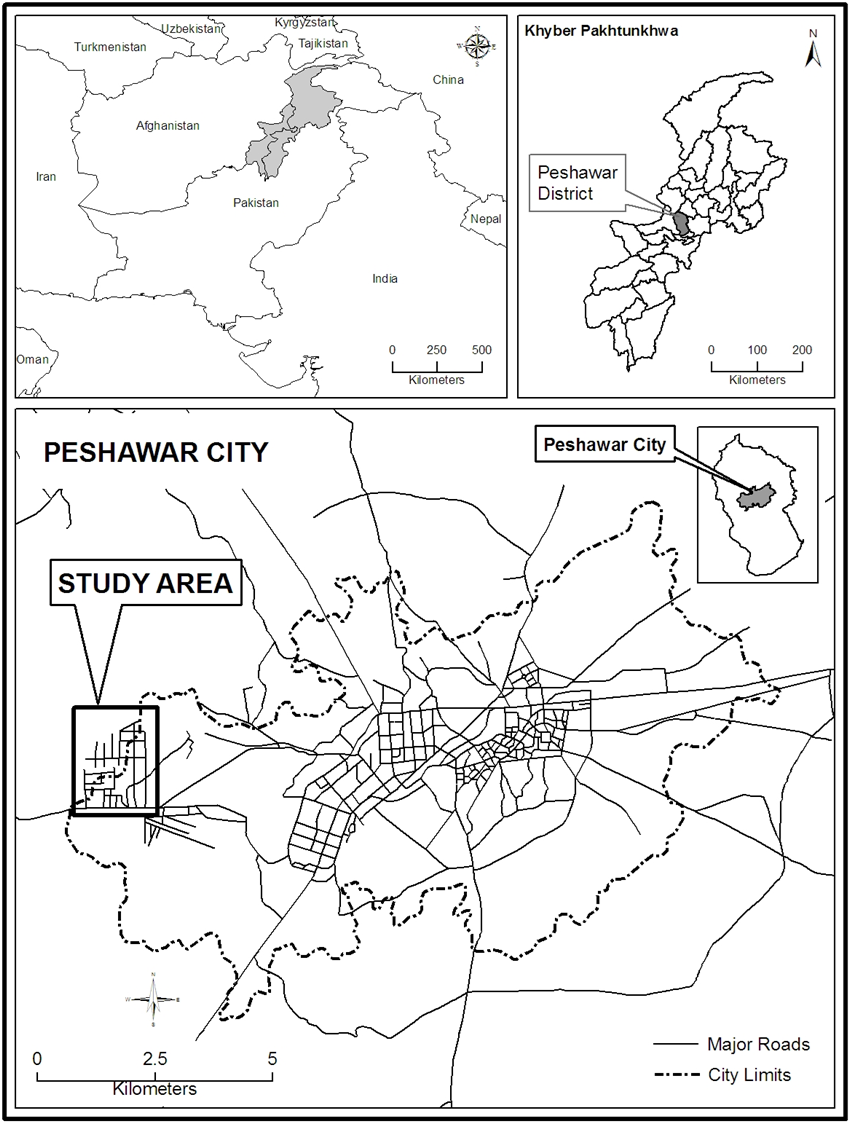 Uzbekistan
Kyrgyzstan
Turkmenistan
Tajikistan
N
W
E
S
China
Afghanistan
Iran
Pakistan
Nepal
India
Oman
0 250 500
Kilometers
Khyber Pakhtunkhwa
N
Peshawar
District
0 100 200
Kilometers
PESHAWAR CITY
Peshawar City
STUDY AREA
N
W
E
S
0 2.5 5
Kilometers
Major Roads
City Limits